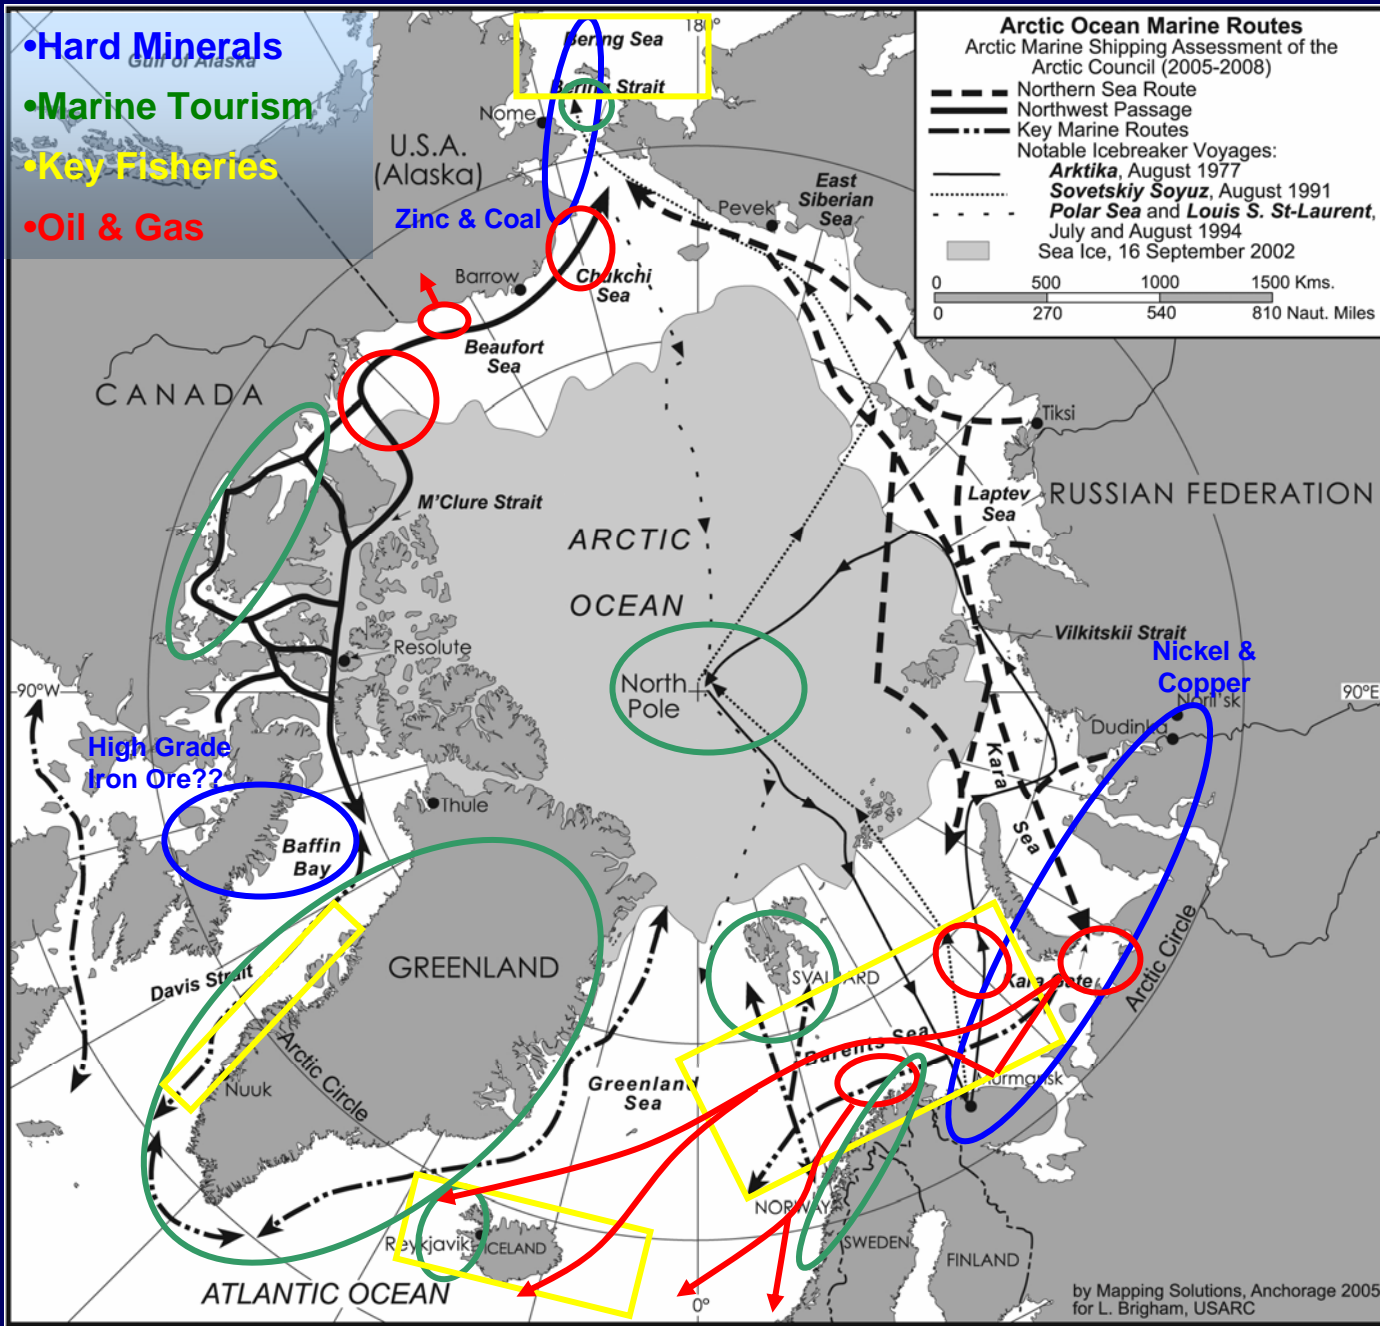 •Hard Minerals
Gulf of Alaska
•Marine Tourism
•Key Fisheries
•Oil & Gas
Arctic Ocean Marine Routes
Arctic Marine Shipping Assessment of the
Arctic Council (2005-2008)
Northern Sea Route
Northwest Passage
Key Marine Routes
Notable Icebreaker Voyages:
Arktika, August 1977
Sovetskiy Soyuz, August 1991
Polar Sea and Louis S. St-Laurent,
July and August 1994
Sea Ice, 16 September 2002
0 500 1000 1500 Kms.
0 270 540 810 Naut. Miles
180°
Bering Sea
Bering Strait
Nome
U.S.A.
(Alaska)
Zinc & Coal
East
Siberian
Sea
Pevek
Barrow
Chukchi
Sea
Beaufort
Sea
CANADA
Tiksi
M'Clure Strait
Laptev
Sea
RUSSIAN FEDERATION
ARCTIC
OCEAN
Resolute
Vilkitskii Strait
Nickel &
Copper
90°W
North
Pole
90°E
Noril'sk
Dudinka
High Grade
Iron Ore??
Kara
Sea
Thule
Baffin
Bay
GREENLAND
Davis Strait
SVALBARD
Kara Gate
Arctic Circle
Barents Sea
Arctic Circle
Nuuk
Greenland
Sea
Murmansk
NORWAY
Reykjavik
ICELAND
SWEDEN
FINLAND
ATLANTIC OCEAN
0°
by Mapping Solutions, Anchorage 2005
for L. Brigham, USARC